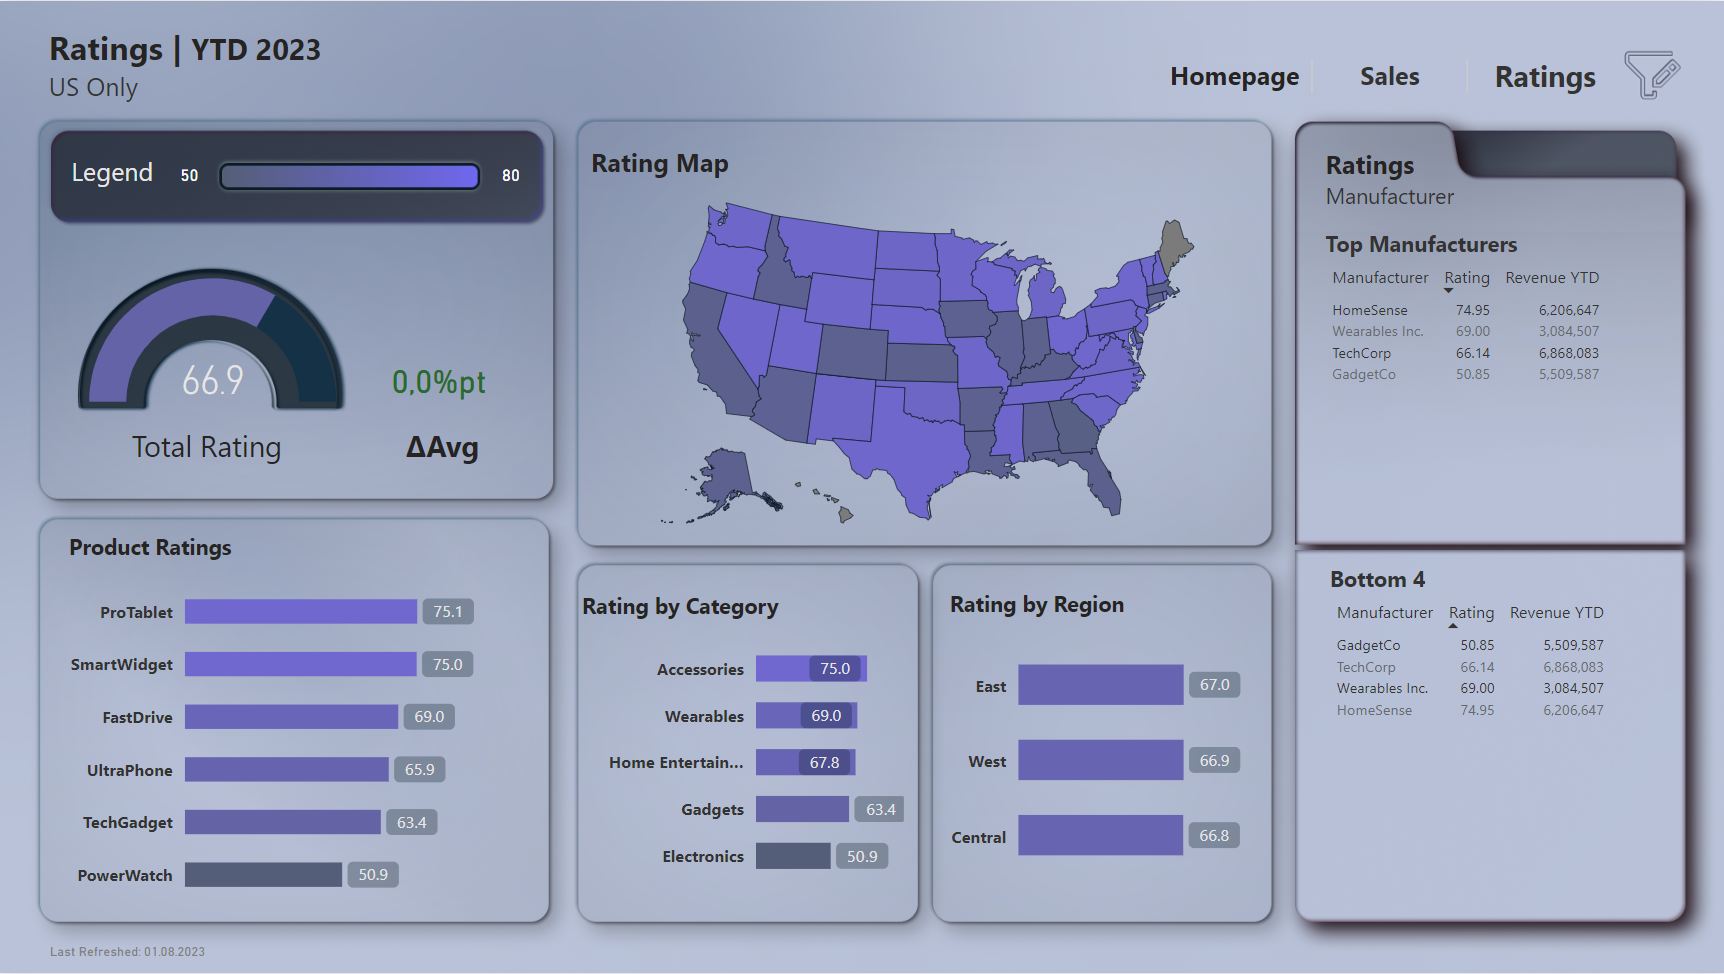 Ratings | YTD 2023
US Only
Homepage
Sales
Ratings
Legend 50 80
66.9
Total Rating
0,0%pt
ΔAvg
Product Ratings
ProTablet 75.1
SmartWidget 75.0
FastDrive 69.0
UltraPhone 65.9
TechGadget 63.4
PowerWatch 50.9
Rating Map
Rating by Category
Accessories 75.0
Wearables 69.0
Home Entertain... 67.8
Gadgets 63.4
Electronics 50.9
Rating by Region
East 67.0
West 66.9
Central 66.8
Ratings
Manufacturer
Top Manufacturers
Manufacturer Rating Revenue YTD
HomeSense 74.95 6,206,647
Wearables Inc. 69.00 3,084,507
TechCorp 66.14 6,868,083
GadgetCo 50.85 5,509,587
Bottom 4
Manufacturer Rating Revenue YTD
GadgetCo 50.85 5,509,587
TechCorp 66.14 6,868,083
Wearables Inc. 69.00 3,084,507
HomeSense 74.95 6,206,647
Last Refreshed: 01.08.2023